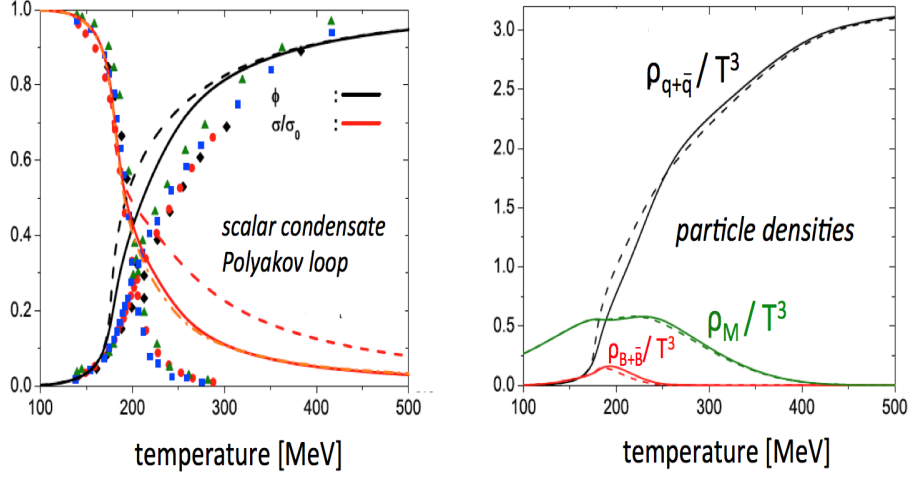 1.0
0.8
0.6
0.4
0.2
0.0
100 200 300 400 500
temperature [MeV]
ϕ :
σ/σ₀ :
scalar condensate
Polyakov loop
3.0
2.5
2.0
1.5
1.0
0.5
0.0
100 200 300 400 500
temperature [MeV]
ρq+q̄/T³
particle densities
ρM/T³
ρB+B̄/T³